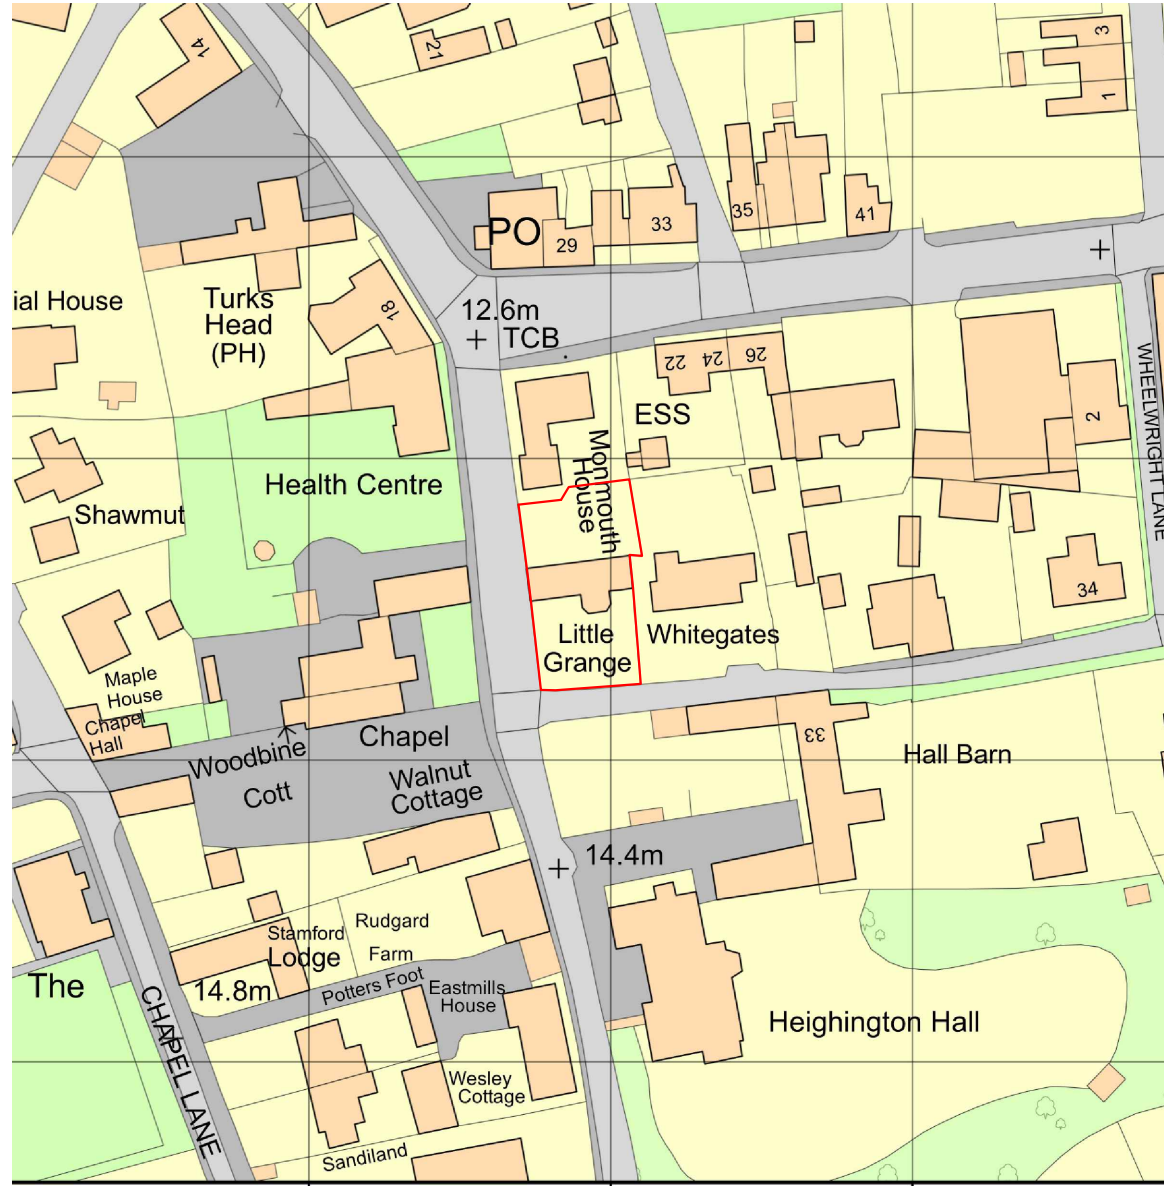 14
21
3
1
PO
29
33
35
41
ial House
Turks
Head
(PH)
18
12.6m
TCB
22
24
26
ESS
2
WHEELWRIGHT LANE
Monmouth
House
Health Centre
Shawmut
34
Little
Grange
Whitegates
Maple
House
Chapel
Hall
Woodbine
Cott
Chapel
Walnut
Cottage
33
Hall Barn
14.4m
Rudgard
Farm
Stamford
Lodge
The
14.8m
Potters Foot
Eastmills
House
CHAPEL LANE
Heighington Hall
Wesley
Cottage
Sandiland